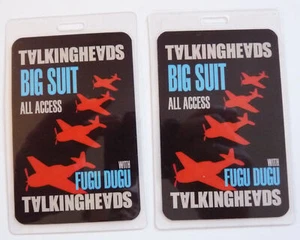 TALKINGHEADS
BIG SUIT
ALL ACCESS
WITH
FUGU DUGU
TALKINGHEADS
TALKINGHEADS
BIG SUIT
ALL ACCESS
WITH
FUGU DUGU
TALKINGHEADS